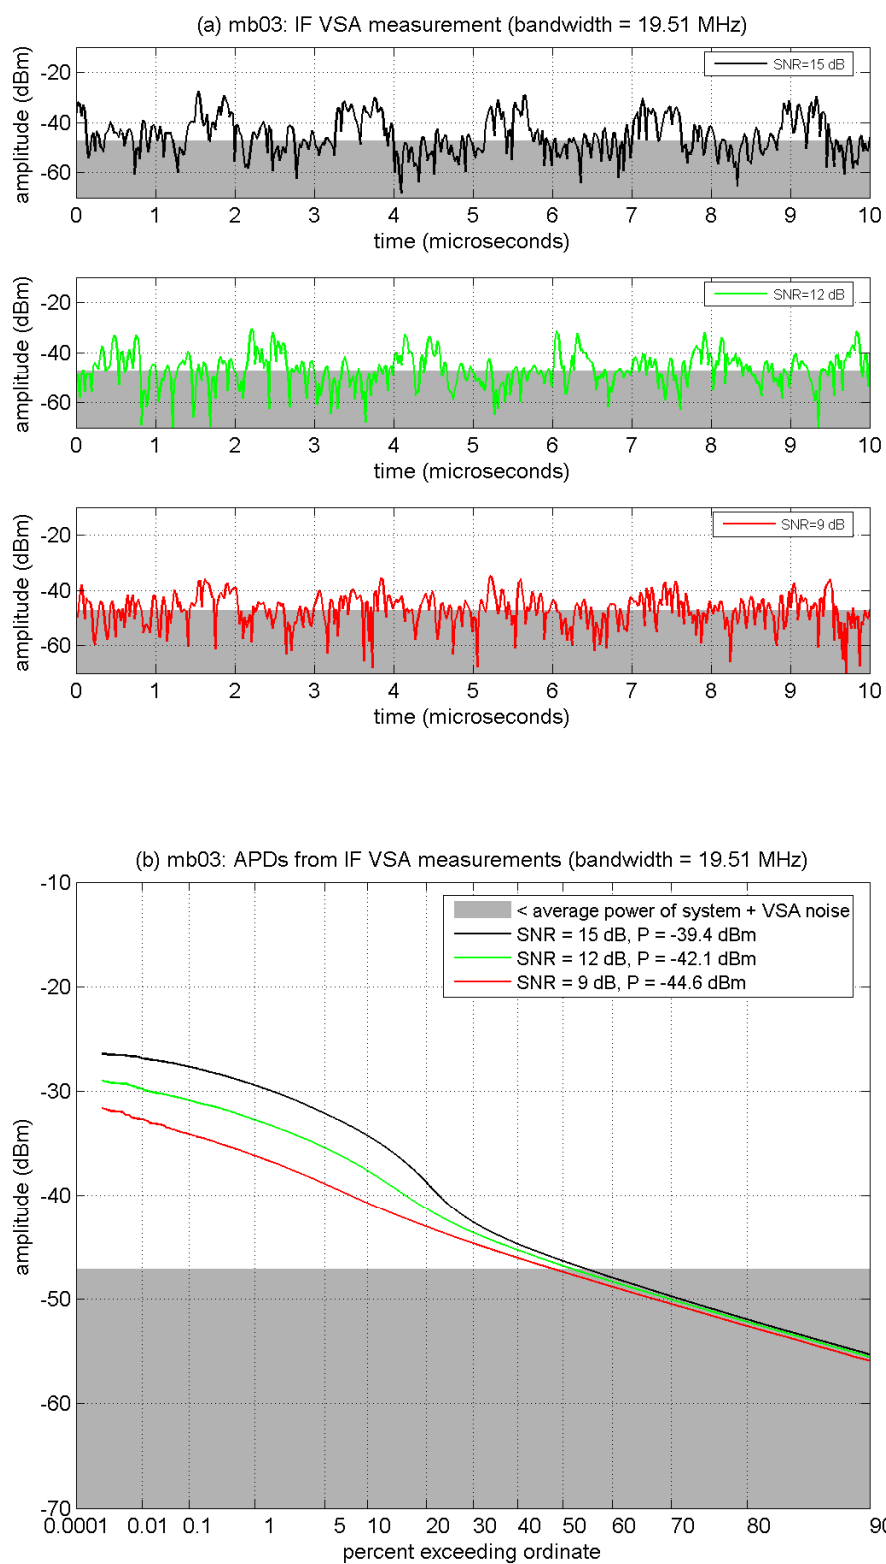 (a) mb03: IF VSA measurement (bandwidth = 19.51 MHz)
amplitude (dBm)
-20
-40
-60
SNR=15 dB
0 1 2 3 4 5 6 7 8 9 10
time (microseconds)
amplitude (dBm)
-20
-40
-60
SNR=12 dB
0 1 2 3 4 5 6 7 8 9 10
time (microseconds)
amplitude (dBm)
-20
-40
-60
SNR=9 dB
0 1 2 3 4 5 6 7 8 9 10
time (microseconds)
(b) mb03: APDs from IF VSA measurements (bandwidth = 19.51 MHz)
amplitude (dBm)
-10
-20
-30
-40
-50
-60
-70
< average power of system + VSA noise
SNR = 15 dB, P = -39.4 dBm
SNR = 12 dB, P = -42.1 dBm
SNR = 9 dB, P = -44.6 dBm
0.0001 0.01 0.1 1 5 10 20 30 40 50 60 70 80 90
percent exceeding ordinate